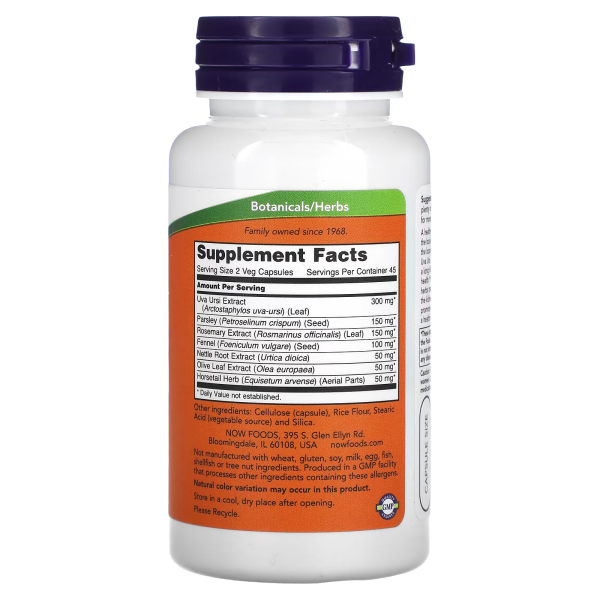 Botanicals/Herbs
Family owned since 1968.
Supplement Facts
Serving Size 2 Veg Capsules Servings Per Container 45
Amount Per Serving
Uva Ursi Extract 300 mg*
(Arctostaphylos uva-ursi) (Leaf)
Parsley (Petroselinum crispum) (Seed) 150 mg*
Rosemary Extract (Rosmarinus officinalis) (Leaf) 150 mg*
Fennel (Foeniculum vulgare) (Seed) 100 mg*
Nettle Root Extract (Urtica dioica) 50 mg*
Olive Leaf Extract (Olea europaea) 50 mg*
Horsetail Herb (Equisetum arvense) (Aerial Parts) 50 mg*
* Daily Value not established.
Other ingredients: Cellulose (capsule), Rice Flour, Stearic
Acid (vegetable source) and Silica.
NOW FOODS, 395 S. Glen Ellyn Rd.
Bloomingdale, IL 60108, USA nowfoods.com
Not manufactured with wheat, gluten, soy, milk, egg, fish,
shellfish or tree nut ingredients. Produced in a GMP facility
that processes other ingredients containing these allergens.
Natural color variation may occur in this product.
Store in a cool, dry place after opening.
Please Recycle.
GMP
CAPSULE SIZE